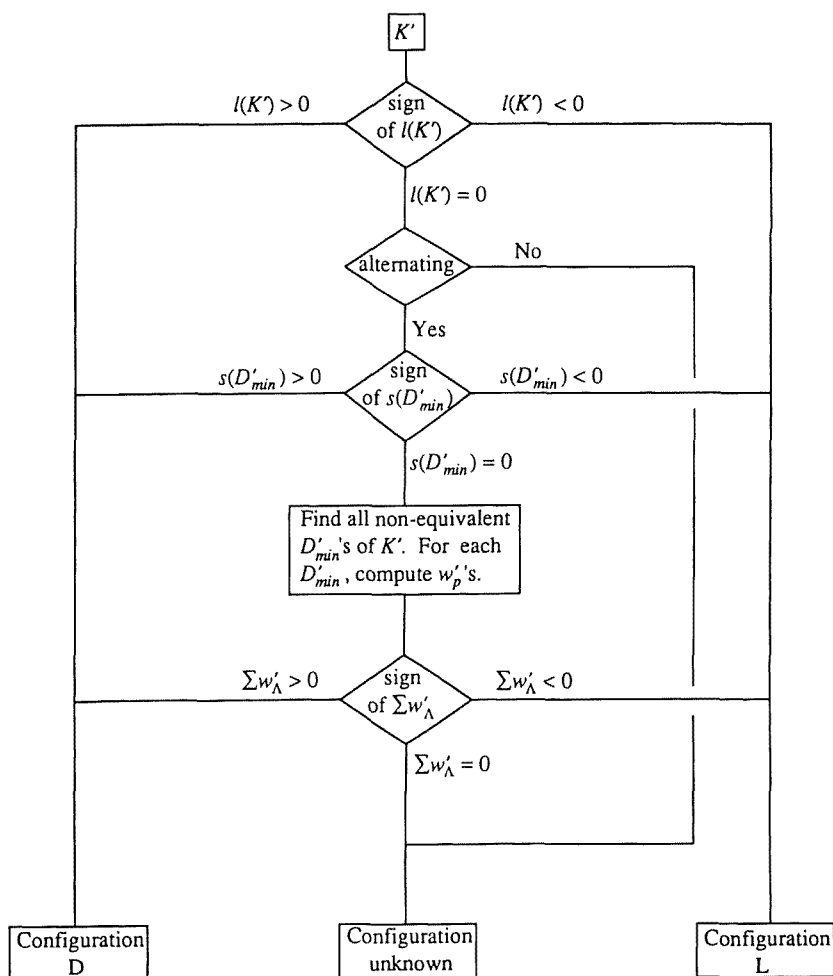 K'
l(K') > 0
sign
of l(K')
l(K') < 0
l(K') = 0
alternating
No
Yes
s(D'min) > 0
sign
of s(D'min)
s(D'min) < 0
s(D'min) = 0
Find all non-equivalent
D'min's of K'. For each
D'min, compute w'p's.
∑w'Λ > 0
sign
of ∑w'Λ
∑w'Λ < 0
∑w'Λ = 0
Configuration
D
Configuration
unknown
Configuration
L